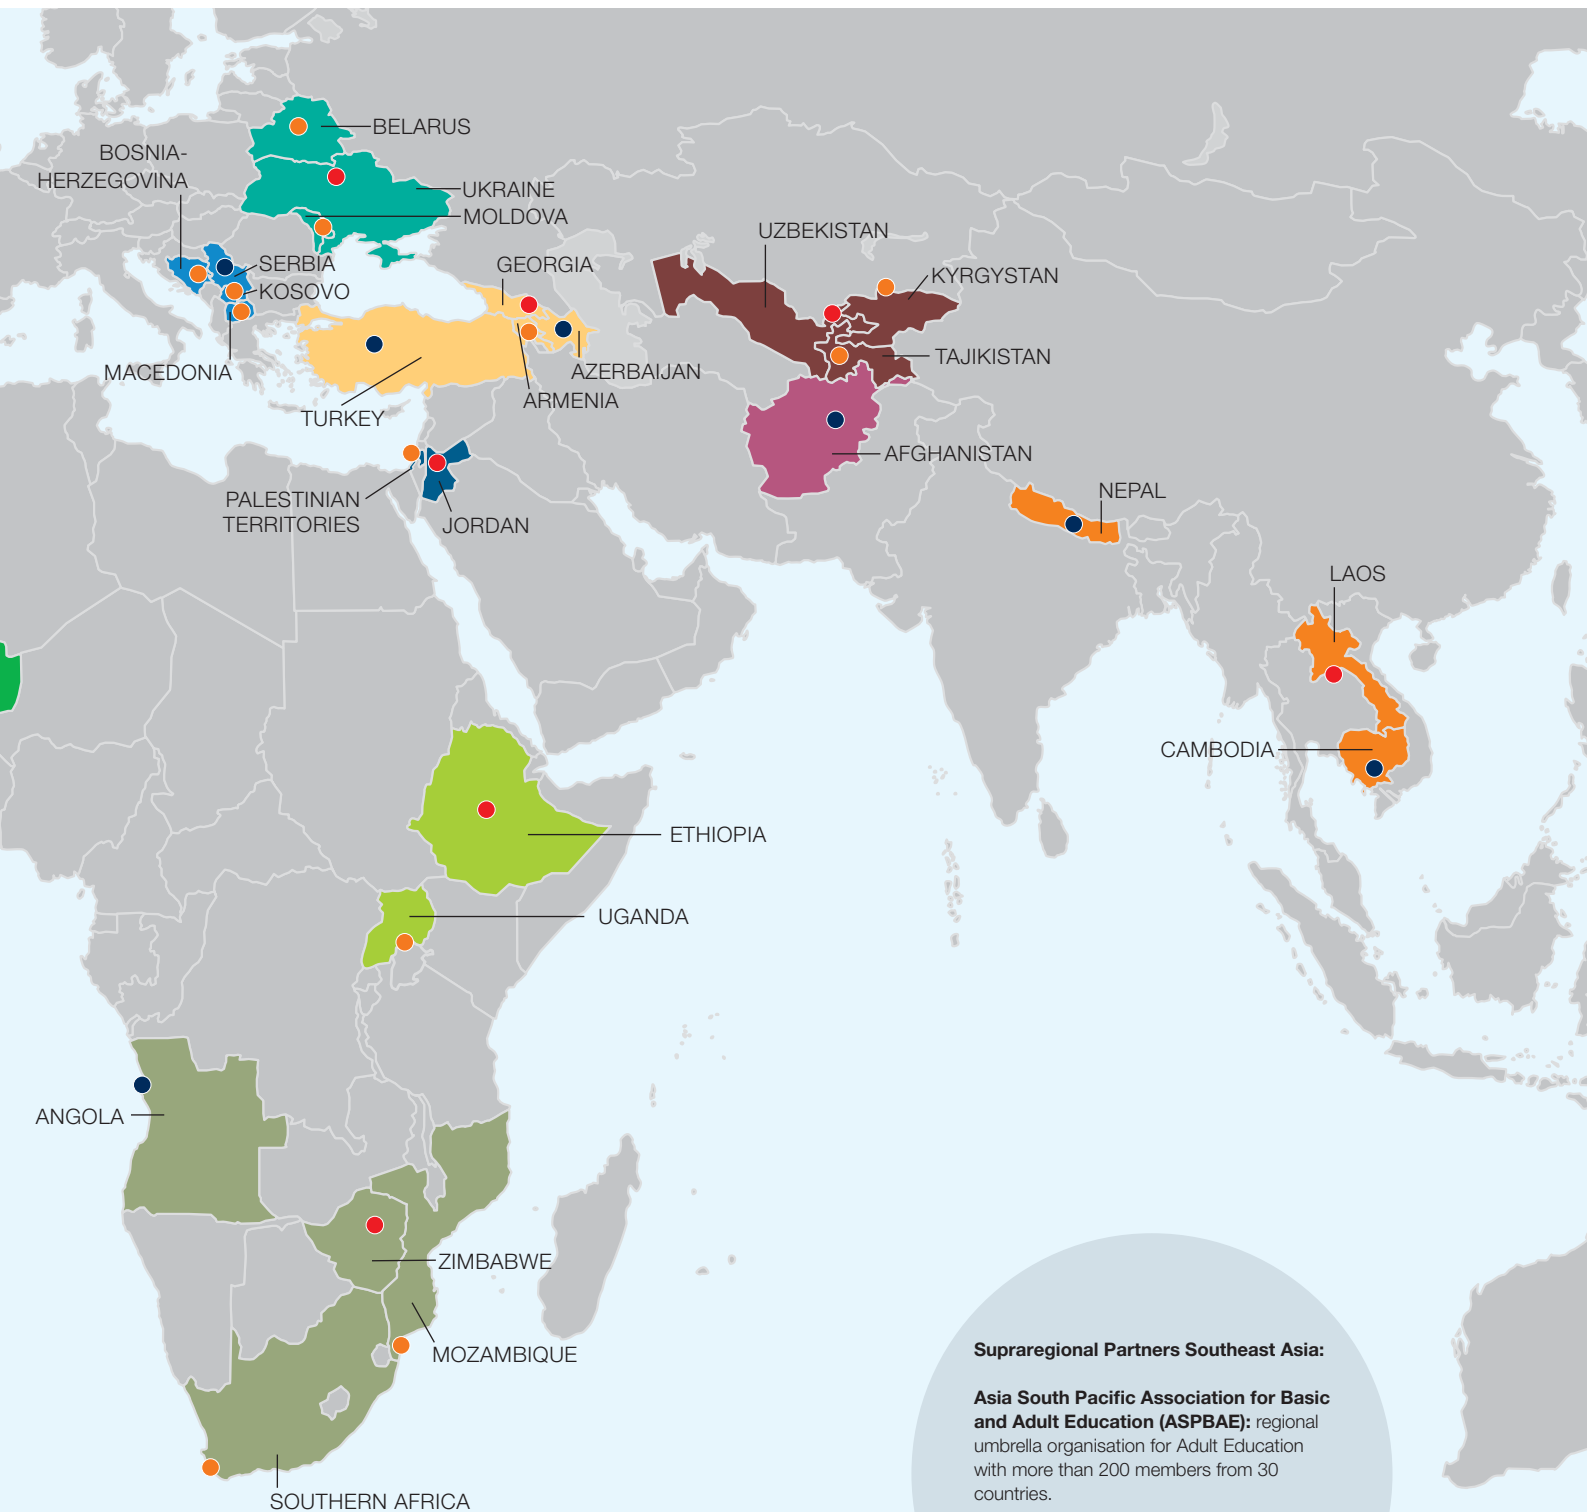 BELARUS
BOSNIA-
HERZEGOVINA
UKRAINE
MOLDOVA
UZBEKISTAN
SERBIA
GEORGIA
KYRGYSTAN
KOSOVO
TAJIKISTAN
MACEDONIA
AZERBAIJAN
ARMENIA
TURKEY
AFGHANISTAN
PALESTINIAN
TERRITORIES
JORDAN
NEPAL
LAOS
CAMBODIA
ETHIOPIA
UGANDA
ANGOLA
ZIMBABWE
MOZAMBIQUE
SOUTHERN AFRICA
Supraregional Partners Southeast Asia:
Asia South Pacific Association for Basic
and Adult Education (ASPBAE): regional
umbrella organisation for Adult Education
with more than 200 members from 30
countries.